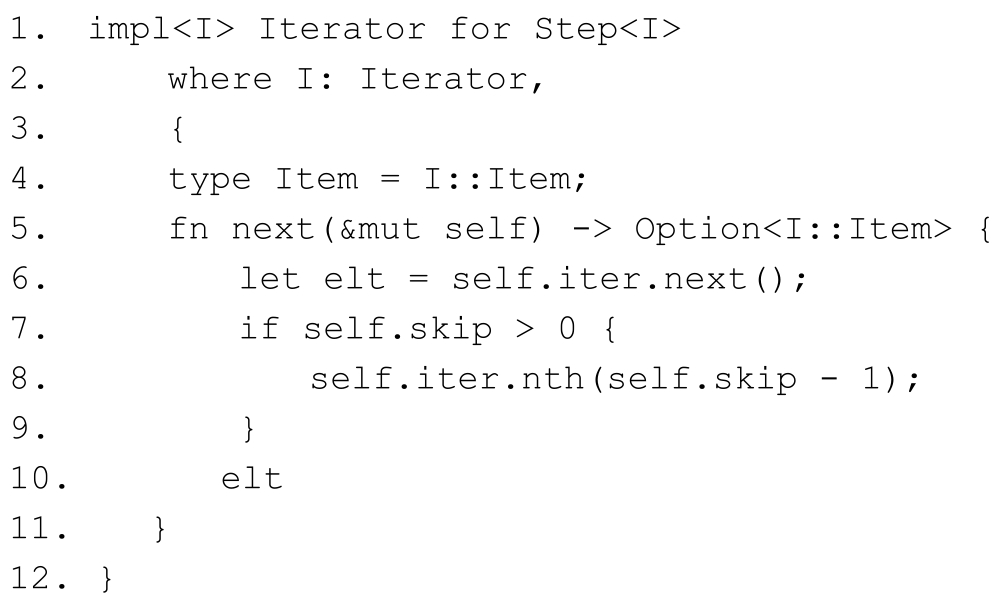 1. impl<I> Iterator for Step<I>
2. where I: Iterator,
3. {
4. type Item = I::Item;
5. fn next(&mut self) -> Option<I::Item> {
6. let elt = self.iter.next();
7. if self.skip > 0 {
8. self.iter.nth(self.skip - 1);
9. }
10. elt
11. }
12. }